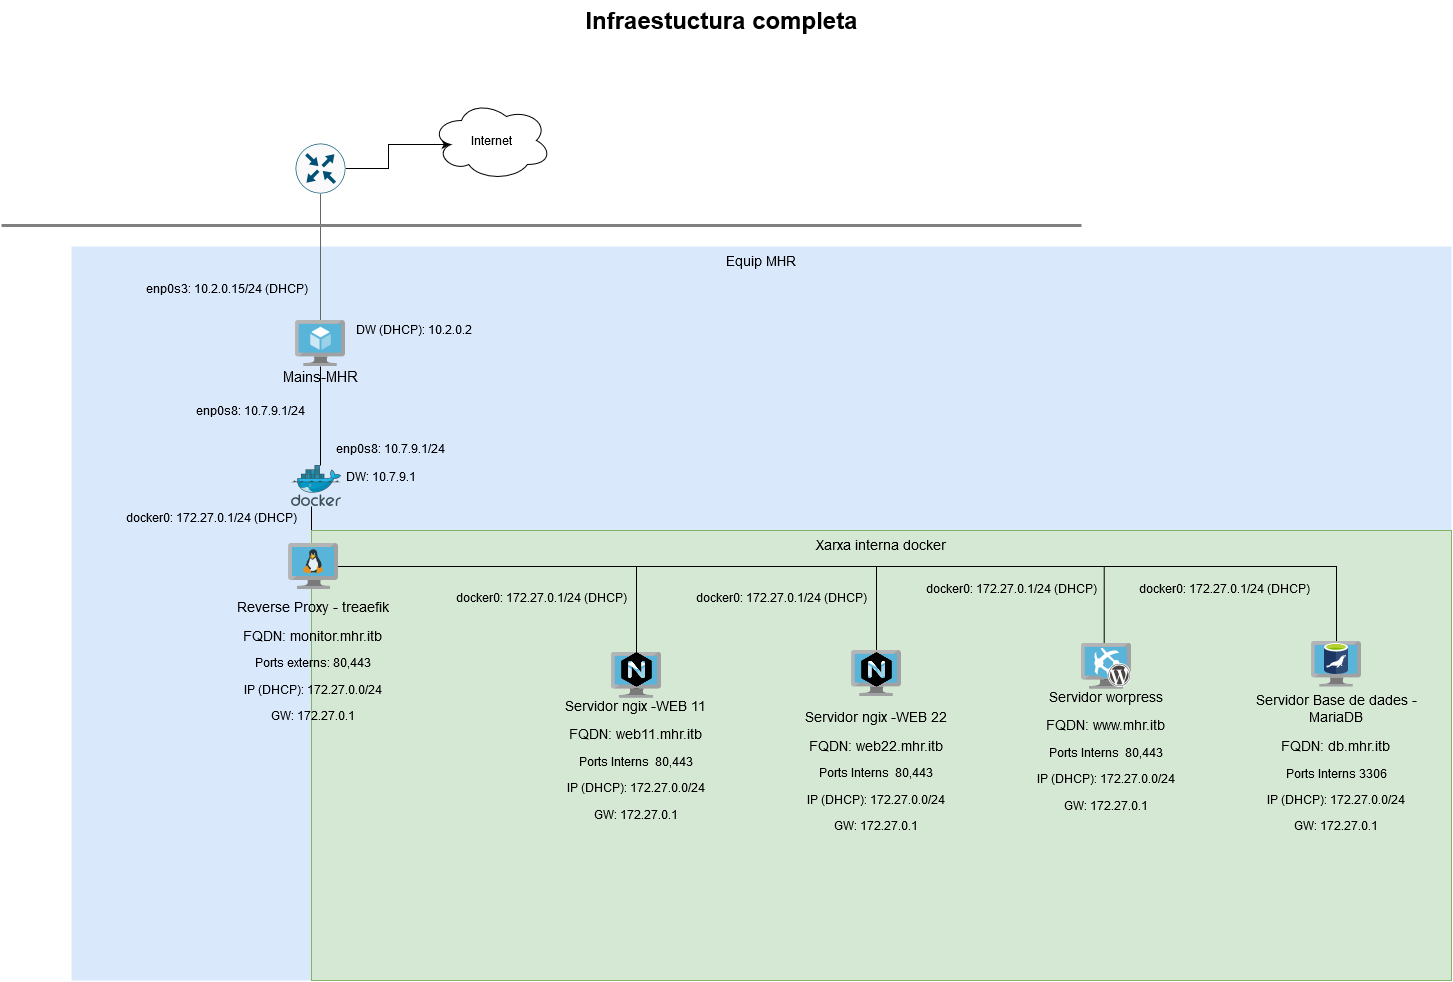 Infraestuctura completa
Internet
Equip MHR
enp0s3: 10.2.0.15/24 (DHCP)
DW (DHCP): 10.2.0.2
Mains-MHR
enp0s8: 10.7.9.1/24
enp0s8: 10.7.9.1/24
DW: 10.7.9.1
docker
docker0: 172.27.0.1/24 (DHCP)
Xarxa interna docker
Reverse Proxy - treaefik
FQDN: monitor.mhr.itb
Ports externs: 80,443
IP (DHCP): 172.27.0.0/24
GW: 172.27.0.1
docker0: 172.27.0.1/24 (DHCP)
N
Servidor ngix -WEB 11
FQDN: web11.mhr.itb
Ports Interns  80,443
IP (DHCP): 172.27.0.0/24
GW: 172.27.0.1
docker0: 172.27.0.1/24 (DHCP)
N
Servidor ngix -WEB 22
FQDN: web22.mhr.itb
Ports Interns  80,443
IP (DHCP): 172.27.0.0/24
GW: 172.27.0.1
docker0: 172.27.0.1/24 (DHCP)
W
Servidor worpress
FQDN: www.mhr.itb
Ports Interns  80,443
IP (DHCP): 172.27.0.0/24
GW: 172.27.0.1
docker0: 172.27.0.1/24 (DHCP)
Servidor Base de dades -
MariaDB
FQDN: db.mhr.itb
Ports Interns 3306
IP (DHCP): 172.27.0.0/24
GW: 172.27.0.1